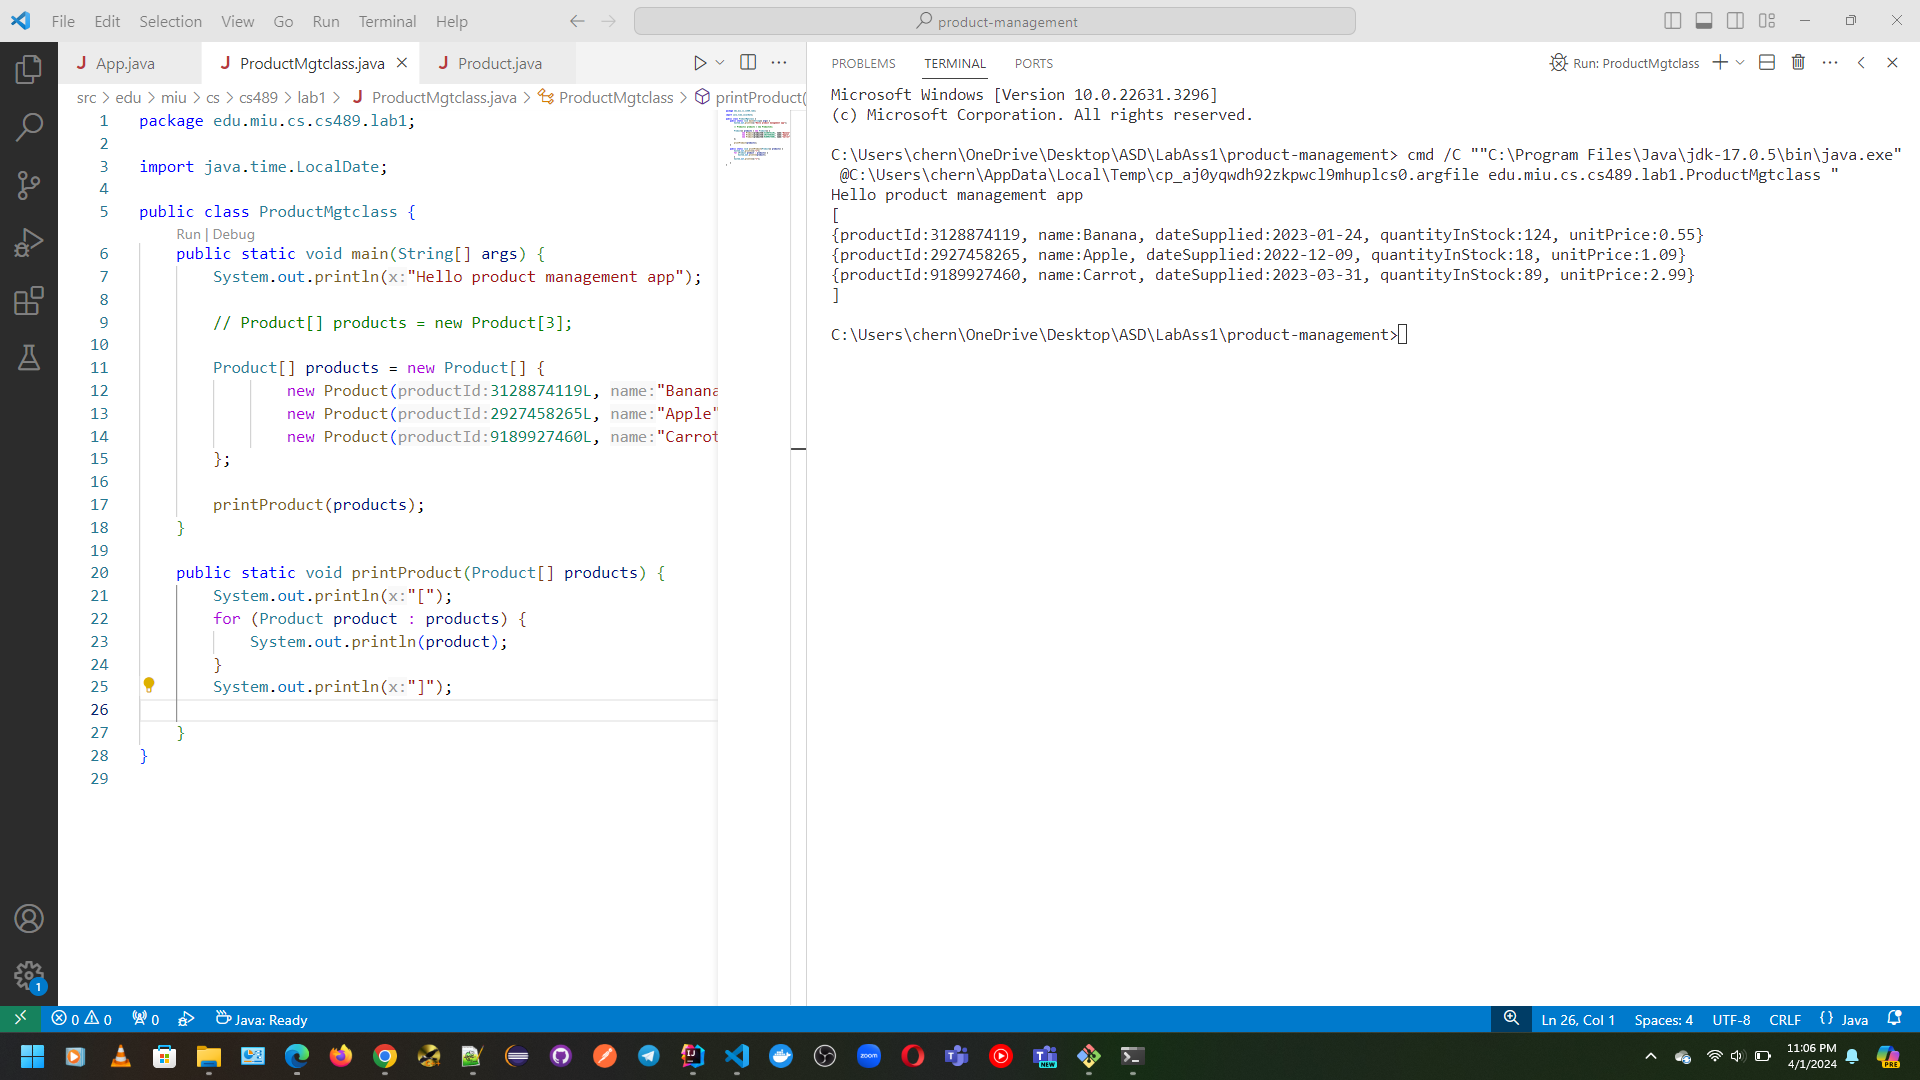 File Edit Selection View Go Run Terminal Help
product-management
App.java
ProductMgtclass.java
Product.java
src > edu > miu > cs > cs489 > lab1 > ProductMgtclass.java > ProductMgtclass > printProduct(
1 package edu.miu.cs.cs489.lab1;
2
3 import java.time.LocalDate;
4
5 public class ProductMgtclass {
Run | Debug
6 public static void main(String[] args) {
7 System.out.println(x:"Hello product management app");
8
9 // Product[] products = new Product[3];
10
11 Product[] products = new Product[] {
12 new Product(productId:3128874119L, name:"Banana
13 new Product(productId:2927458265L, name:"Apple"
14 new Product(productId:9189927460L, name:"Carrot
15 };
16
17 printProduct(products);
18 }
19
20 public static void printProduct(Product[] products) {
21 System.out.println(x:"[");
22 for (Product product : products) {
23 System.out.println(product);
24 }
25 System.out.println(x:"]");
26
27 }
28 }
29
PROBLEMS TERMINAL PORTS
Run: ProductMgtclass
Microsoft Windows [Version 10.0.22631.3296]
(c) Microsoft Corporation. All rights reserved.
C:\Users\chern\OneDrive\Desktop\ASD\LabAss1\product-management> cmd /C ""C:\Program Files\Java\jdk-17.0.5\bin\java.exe"
@C:\Users\chern\AppData\Local\Temp\cp_aj0yqwdh92zkpwcl9mhuplcs0.argfile edu.miu.cs.cs489.lab1.ProductMgtclass "
Hello product management app
[
{productId:3128874119, name:Banana, dateSupplied:2023-01-24, quantityInStock:124, unitPrice:0.55}
{productId:2927458265, name:Apple, dateSupplied:2022-12-09, quantityInStock:18, unitPrice:1.09}
{productId:9189927460, name:Carrot, dateSupplied:2023-03-31, quantityInStock:89, unitPrice:2.99}
]
C:\Users\chern\OneDrive\Desktop\ASD\LabAss1\product-management>
1
0 0 0 Java: Ready
Ln 26, Col 1 Spaces: 4 UTF-8 CRLF {} Java
zoom
NEW
11:06 PM
4/1/2024
PRE